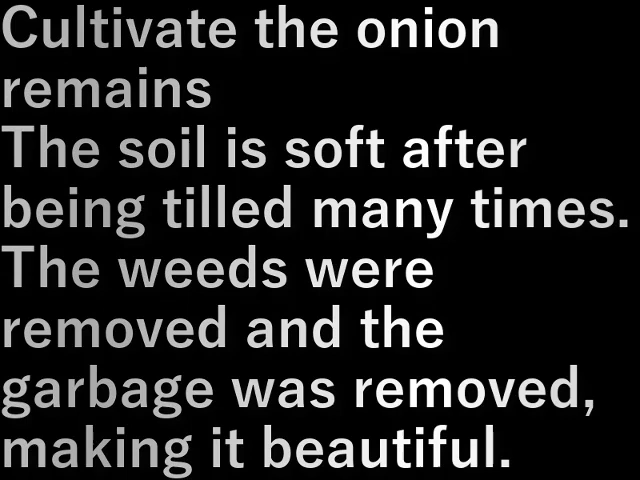 Cultivate the onion
remains
The soil is soft after
being tilled many times.
The weeds were
removed and the
garbage was removed,
making it beautiful.